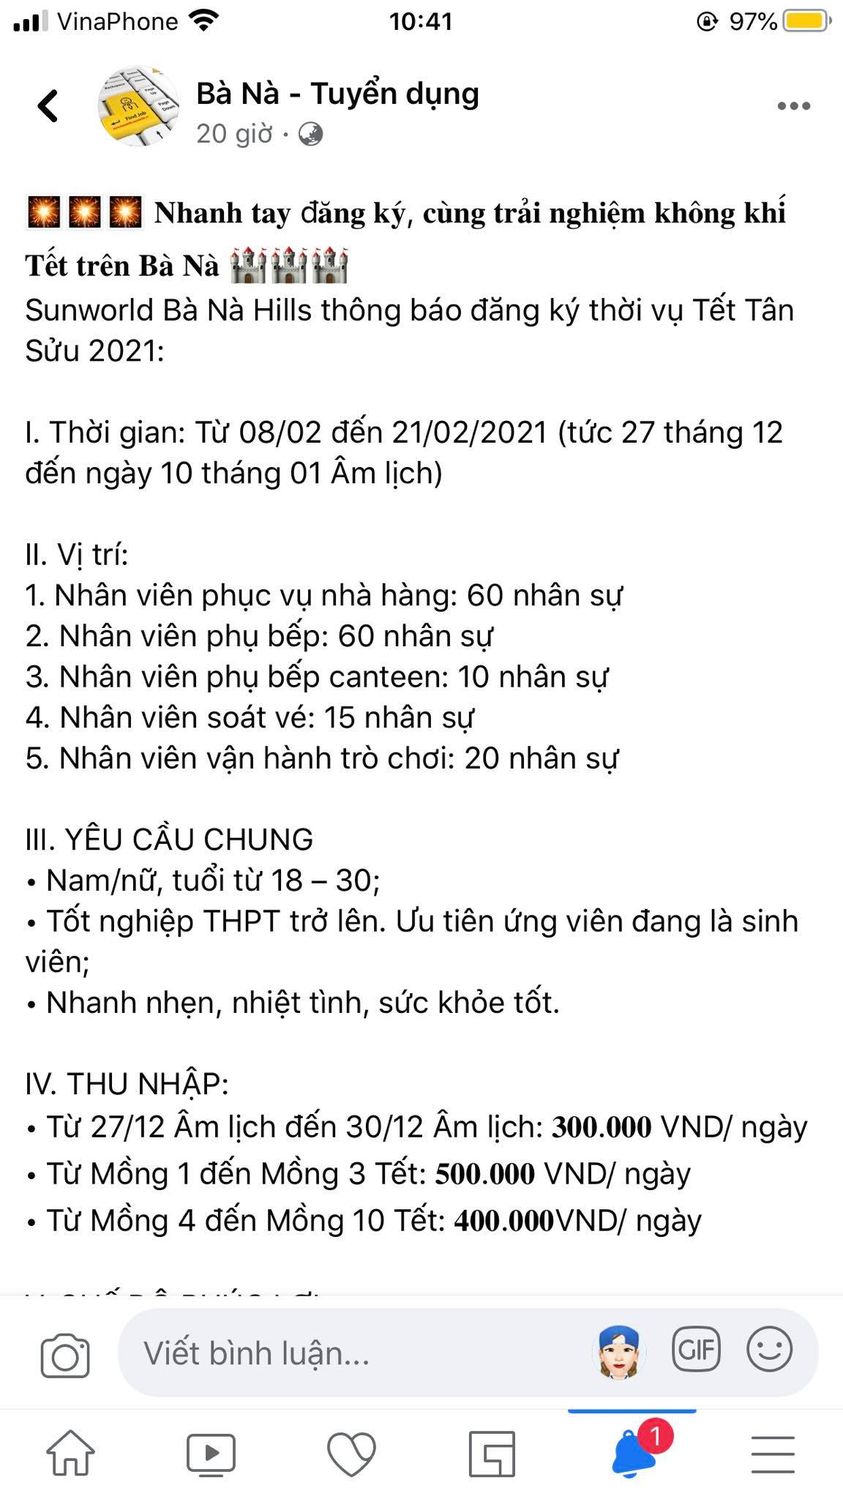 VinaPhone 10:41 97%
Bà Nà - Tuyển dụng
20 giờ ·
Nhanh tay đăng ký, cùng trải nghiệm không khí
Tết trên Bà Nà
Sunworld Bà Nà Hills thông báo đăng ký thời vụ Tết Tân
Sửu 2021:
I. Thời gian: Từ 08/02 đến 21/02/2021 (tức 27 tháng 12
đến ngày 10 tháng 01 Âm lịch)
II. Vị trí:
1. Nhân viên phục vụ nhà hàng: 60 nhân sự
2. Nhân viên phụ bếp: 60 nhân sự
3. Nhân viên phụ bếp canteen: 10 nhân sự
4. Nhân viên soát vé: 15 nhân sự
5. Nhân viên vận hành trò chơi: 20 nhân sự
III. YÊU CẦU CHUNG
• Nam/nữ, tuổi từ 18 – 30;
• Tốt nghiệp THPT trở lên. Ưu tiên ứng viên đang là sinh
viên;
• Nhanh nhẹn, nhiệt tình, sức khỏe tốt.
IV. THU NHẬP:
• Từ 27/12 Âm lịch đến 30/12 Âm lịch: 300.000 VND/ ngày
• Từ Mồng 1 đến Mồng 3 Tết: 500.000 VND/ ngày
• Từ Mồng 4 đến Mồng 10 Tết: 400.000VND/ ngày
Viết bình luận...
GIF
1